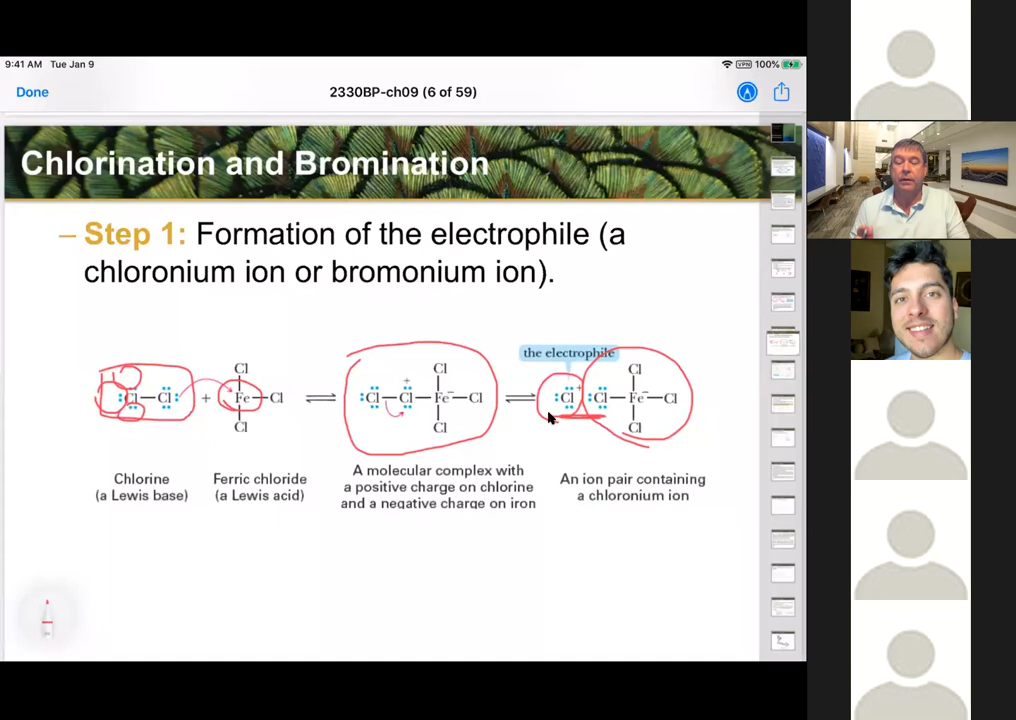 9:41 AM Tue Jan 9
VPN 100%
Done
2330BP-ch09 (6 of 59)
Chlorination and Bromination
– Step 1: Formation of the electrophile (a
chloronium ion or bromonium ion).
the electrophile
Cl Cl Cl
:Cl—Cl: + Fe—Cl ⇌ :Cl—Cl—Fe—Cl ⇌ :Cl :Cl—Fe—Cl
+ − + −
Cl Cl Cl
Chlorine
(a Lewis base)
Ferric chloride
(a Lewis acid)
A molecular complex with
a positive charge on chlorine
and a negative charge on iron
An ion pair containing
a chloronium ion